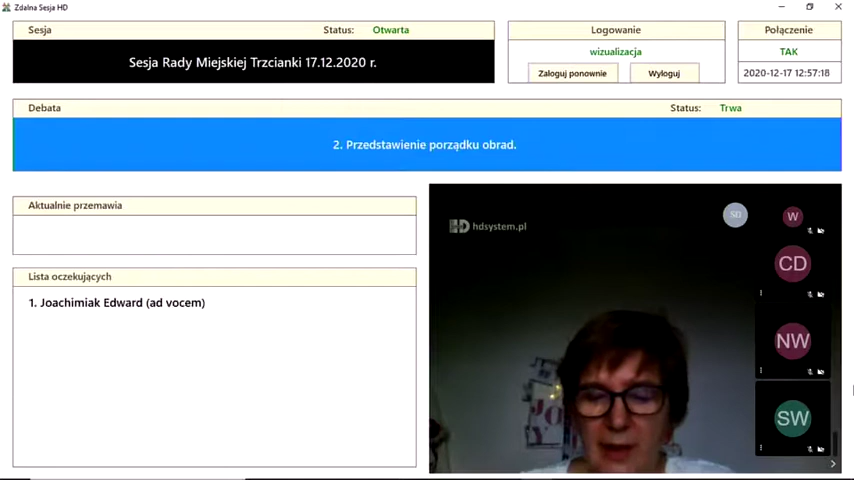 Zdalna Sesja HD
Sesja
Status: Otwarta
Sesja Rady Miejskiej Trzcianki 17.12.2020 r.
Logowanie
wizualizacja
Zaloguj ponownie
Wyloguj
Połączenie
TAK
2020-12-17 12:57:18
Debata
Status: Trwa
2. Przedstawienie porządku obrad.
Aktualnie przemawia
Lista oczekujących
1. Joachimiak Edward (ad vocem)
HD hdsystem.pl
SD
W
CD
NW
SW
JO
Y